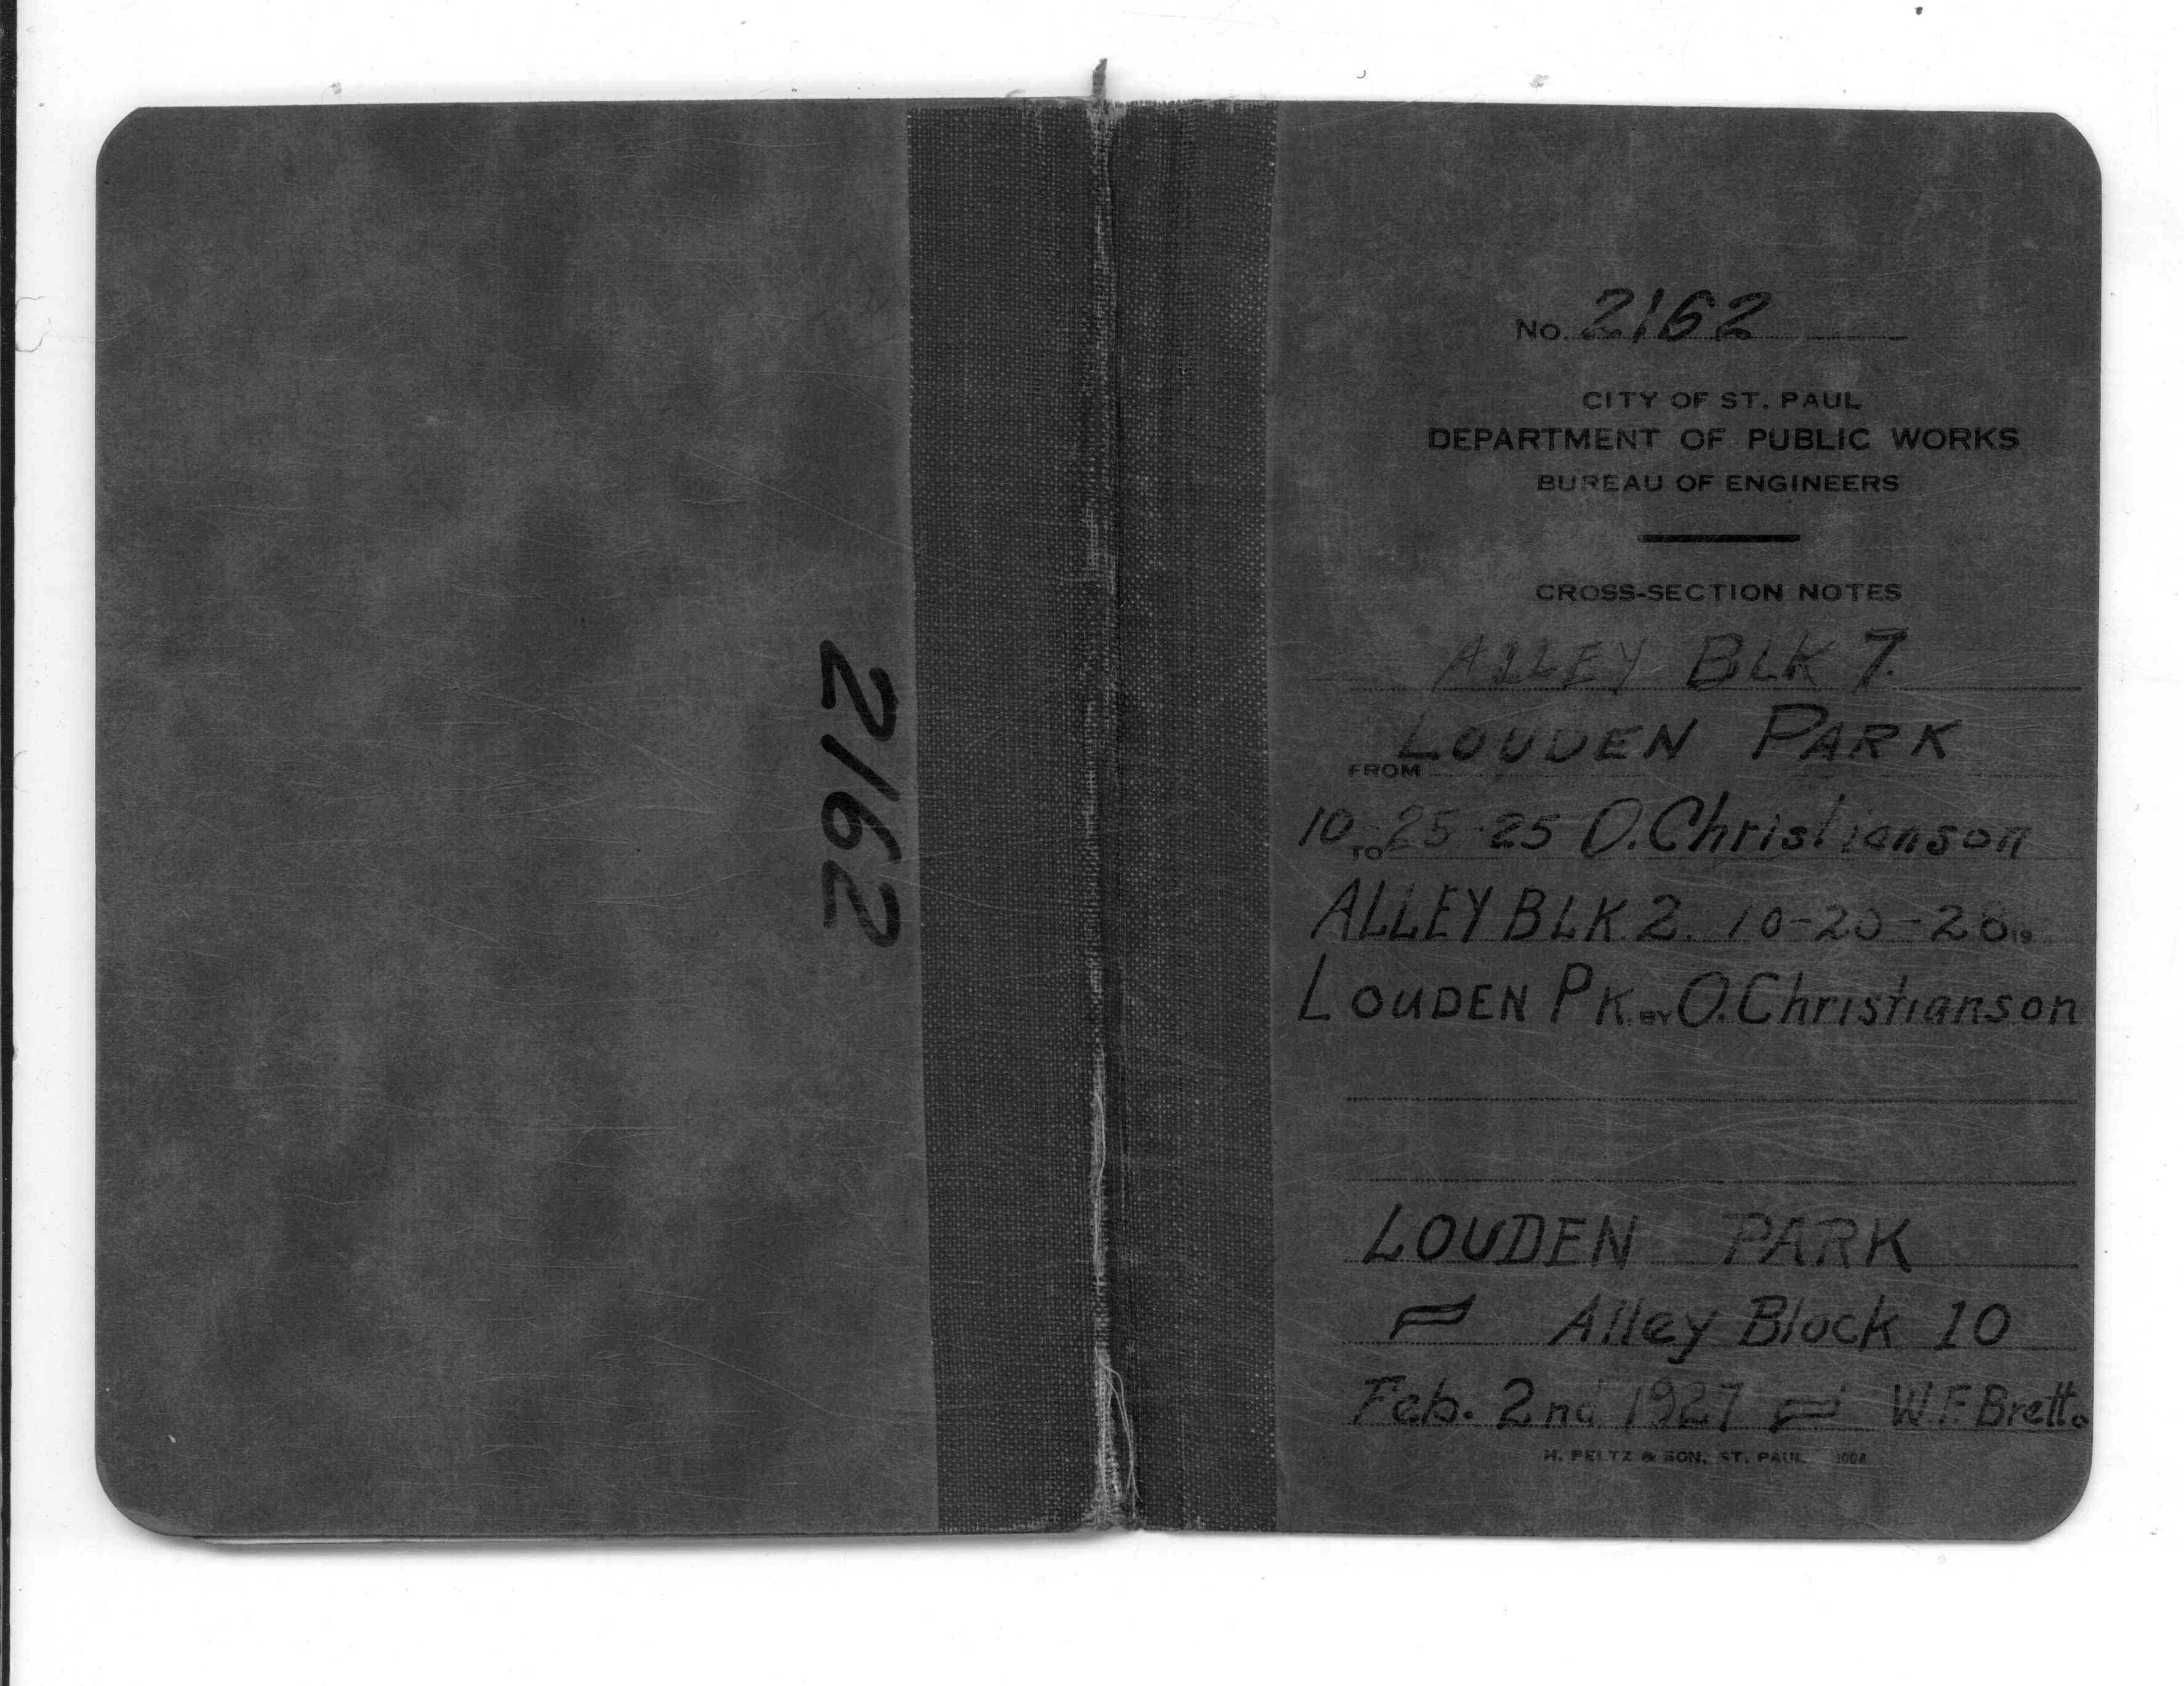 2162
No. 2162
CITY OF ST. PAUL
DEPARTMENT OF PUBLIC WORKS
BUREAU OF ENGINEERS
CROSS-SECTION NOTES
ALLEY BLK 7.
FROM LOUDEN PARK
10-25-25 O. Christianson
TO
ALLEY BLK. 2. 10-20-28 19
LOUDEN PK. BY O. Christianson
LOUDEN PARK
Alley Block 10
Feb. 2nd 1927 W.F. Brett.
H. PELTZ & SON, ST. PAUL